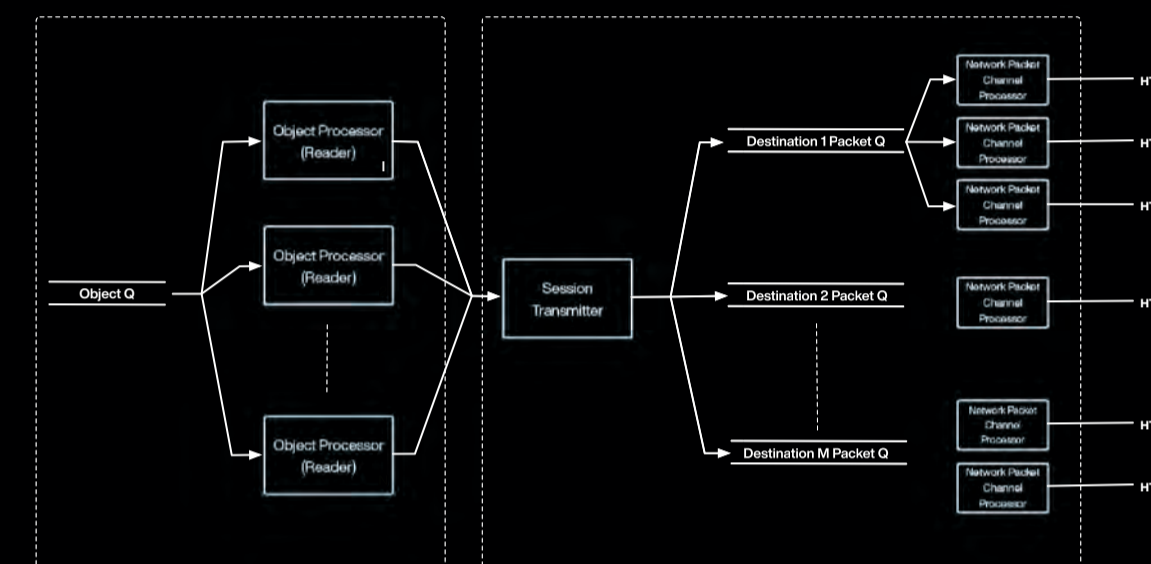 Object Q
Object Processor
(Reader)
Object Processor
(Reader)
Object Processor
(Reader)
Session
Transmitter
Destination 1 Packet Q
Destination 2 Packet Q
Destination M Packet Q
Network Packet
Channel
Processor
Network Packet
Channel
Processor
Network Packet
Channel
Processor
Network Packet
Channel
Processor
Network Packet
Channel
Processor
Network Packet
Channel
Processor